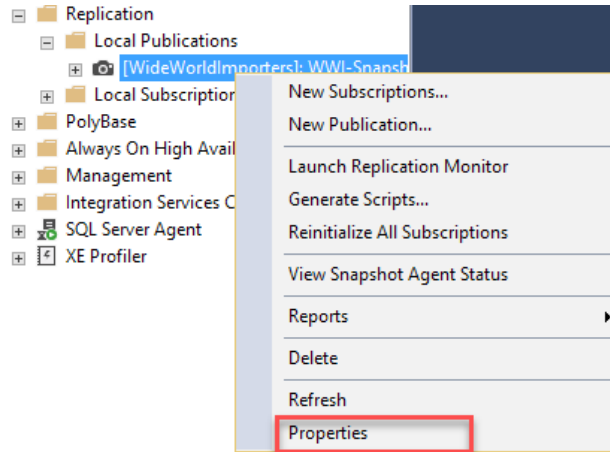 Replication
Local Publications
[WideWorldImporters]: WWI-Snapsh
Local Subscription
PolyBase
Always On High Avail
Management
Integration Services C
SQL Server Agent
XE Profiler
New Subscriptions...
New Publication...
Launch Replication Monitor
Generate Scripts...
Reinitialize All Subscriptions
View Snapshot Agent Status
Reports
Delete
Refresh
Properties